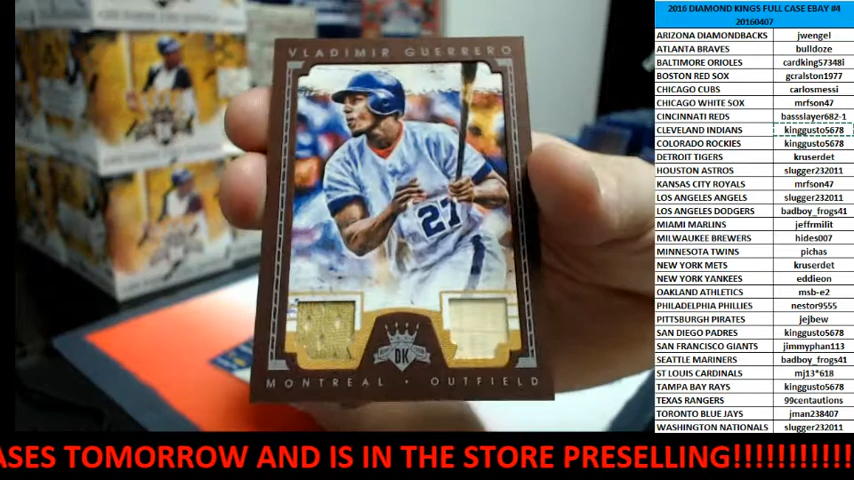 VLADIMIR GUERRERO
27
DK
MONTREAL • OUTFIELD
2016 DIAMOND KINGS FULL CASE EBAY #4
20160407
ARIZONA DIAMONDBACKS jwengel
ATLANTA BRAVES bulldoze
BALTIMORE ORIOLES cardking57348i
BOSTON RED SOX gcralston1977
CHICAGO CUBS carlosmessi
CHICAGO WHITE SOX mrfson47
CINCINNATI REDS bassslayer682-1
CLEVELAND INDIANS kinggusto5678
COLORADO ROCKIES kinggusto5678
DETROIT TIGERS kruserdet
HOUSTON ASTROS slugger232011
KANSAS CITY ROYALS mrfson47
LOS ANGELES ANGELS slugger232011
LOS ANGELES DODGERS badboy_frogs41
MIAMI MARLINS jeffrmilit
MILWAUKEE BREWERS hides007
MINNESOTA TWINS pichas
NEW YORK METS kruserdet
NEW YORK YANKEES eddieon
OAKLAND ATHLETICS msb-e2
PHILADELPHIA PHILLIES nestor9555
PITTSBURGH PIRATES jejbew
SAN DIEGO PADRES kinggusto5678
SAN FRANCISCO GIANTS jimmyphan113
SEATTLE MARINERS badboy_frogs41
ST LOUIS CARDINALS mj13*618
TAMPA BAY RAYS kinggusto5678
TEXAS RANGERS 99centautions
TORONTO BLUE JAYS jman238407
WASHINGTON NATIONALS slugger232011
ASES TOMORROW AND IS IN THE STORE PRESELLING!!!!!!!!!!!!